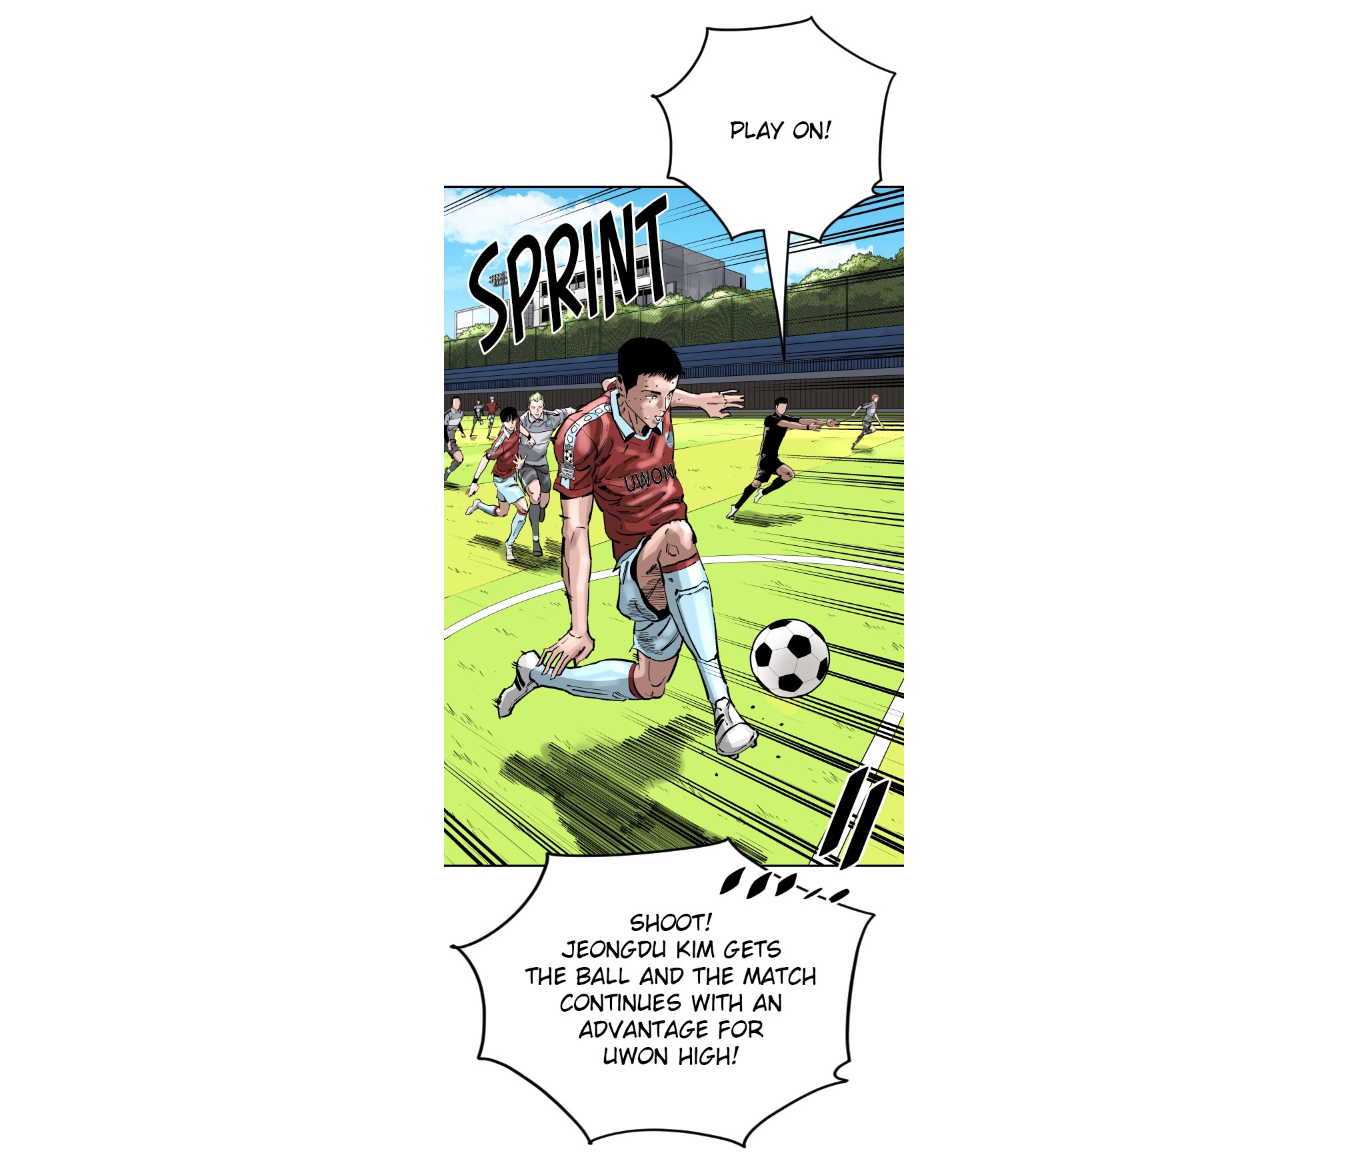 PLAY ON!
SPRINT
UWON
SHOOT!
JEONGDU KIM GETS
THE BALL AND THE MATCH
CONTINUES WITH AN
ADVANTAGE FOR
UWON HIGH!